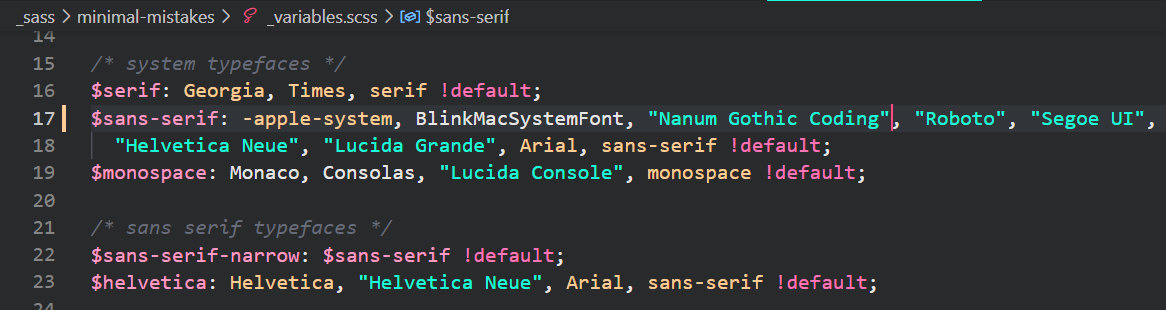 _sass > minimal-mistakes > _variables.scss > $sans-serif
14
15 /* system typefaces */
16 $serif: Georgia, Times, serif !default;
17 $sans-serif: -apple-system, BlinkMacSystemFont, "Nanum Gothic Coding", "Roboto", "Segoe UI",
18 "Helvetica Neue", "Lucida Grande", Arial, sans-serif !default;
19 $monospace: Monaco, Consolas, "Lucida Console", monospace !default;
20
21 /* sans serif typefaces */
22 $sans-serif-narrow: $sans-serif !default;
23 $helvetica: Helvetica, "Helvetica Neue", Arial, sans-serif !default;
24